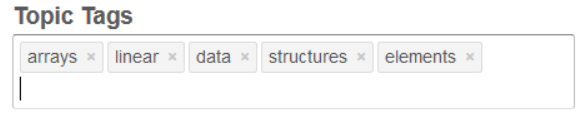 Topic Tags
arrays × linear × data × structures × elements ×